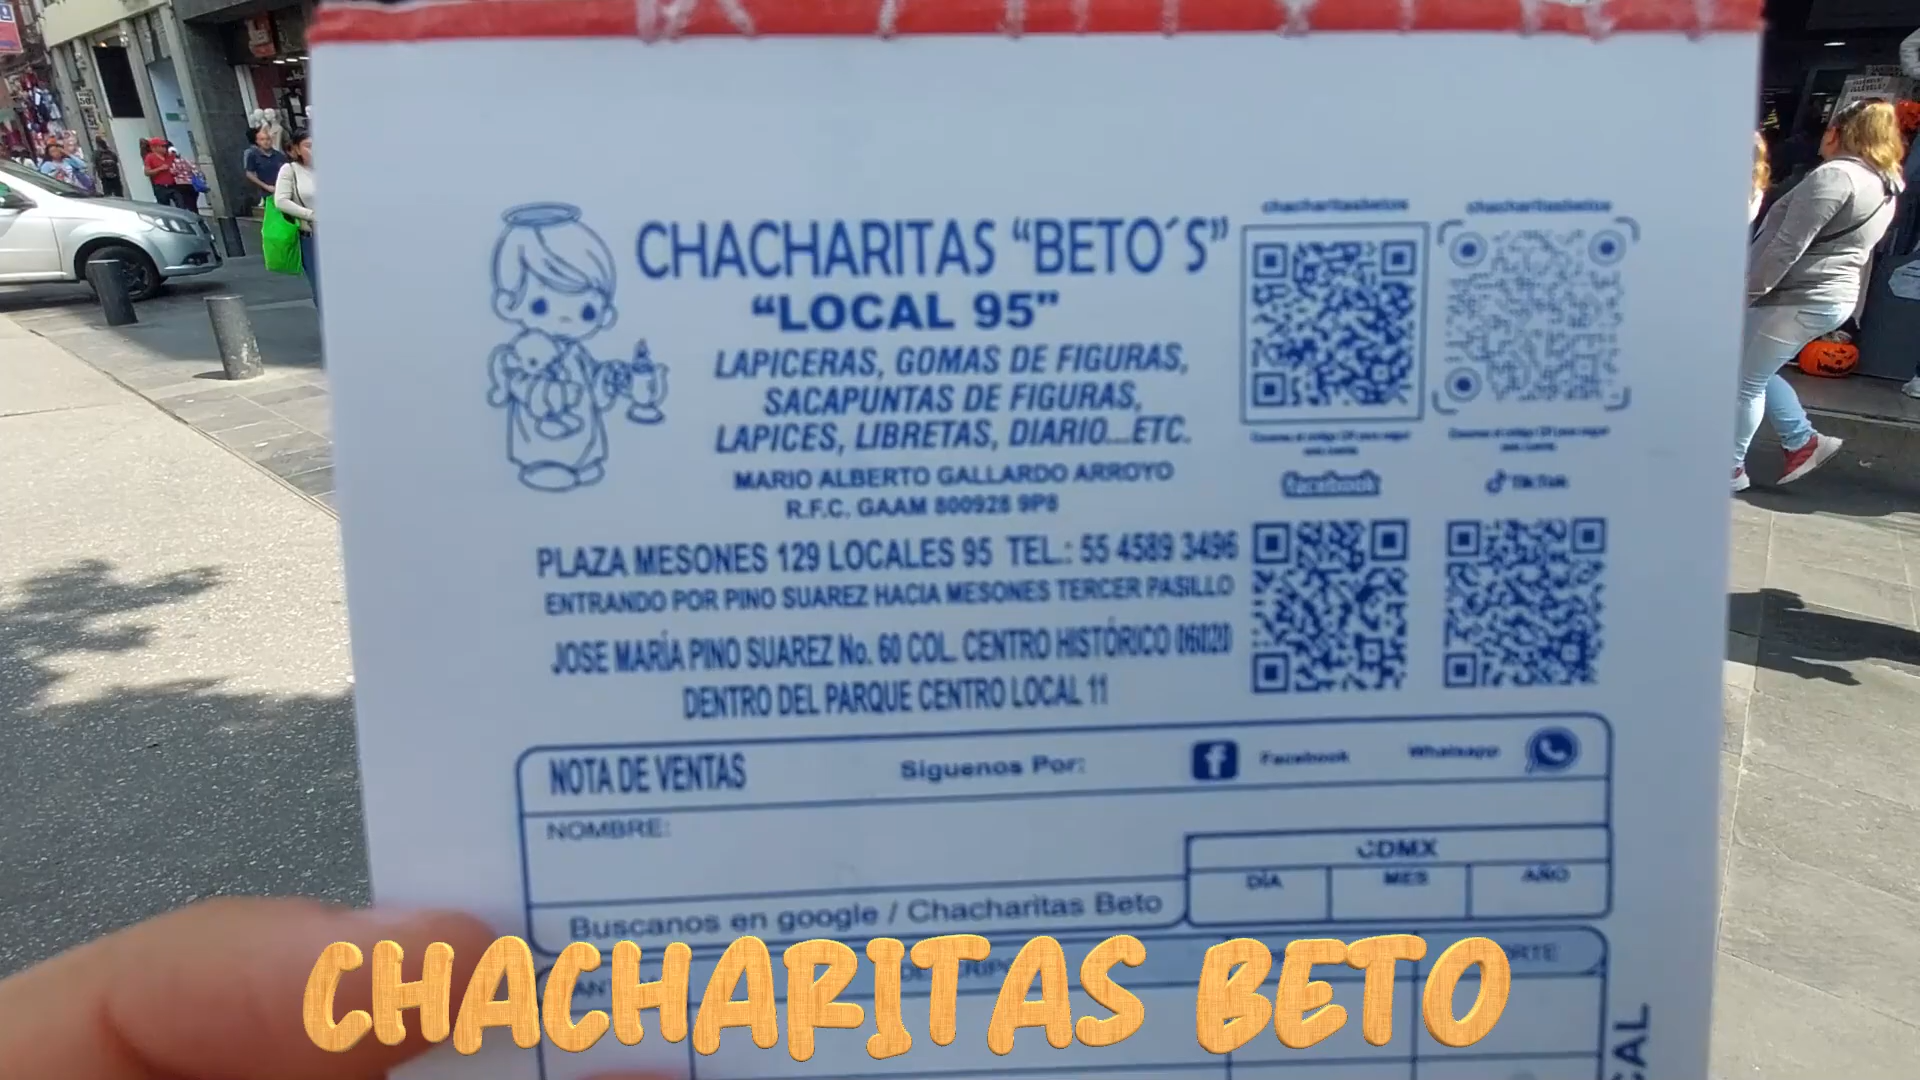 chacharitasbetos chacharitasbetos
CHACHARITAS “BETO´S”
“LOCAL 95"
LAPICERAS, GOMAS DE FIGURAS,
SACAPUNTAS DE FIGURAS,
LAPICES, LIBRETAS, DIARIO...ETC.
MARIO ALBERTO GALLARDO ARROYO
R.F.C. GAAM 800928 9P8
facebook TikTok
PLAZA MESONES 129 LOCALES 95 TEL.: 55 4589 3496
ENTRANDO POR PINO SUAREZ HACIA MESONES TERCER PASILLO
JOSE MARÍA PINO SUAREZ No. 60 COL. CENTRO HISTÓRICO 06020
DENTRO DEL PARQUE CENTRO LOCAL 11
NOTA DE VENTAS Siguenos Por: Facebook Whatsapp
NOMBRE:
CDMX
DÍA MES AÑO
Buscanos en google / Chacharitas Beto
CHACHARITAS BETO